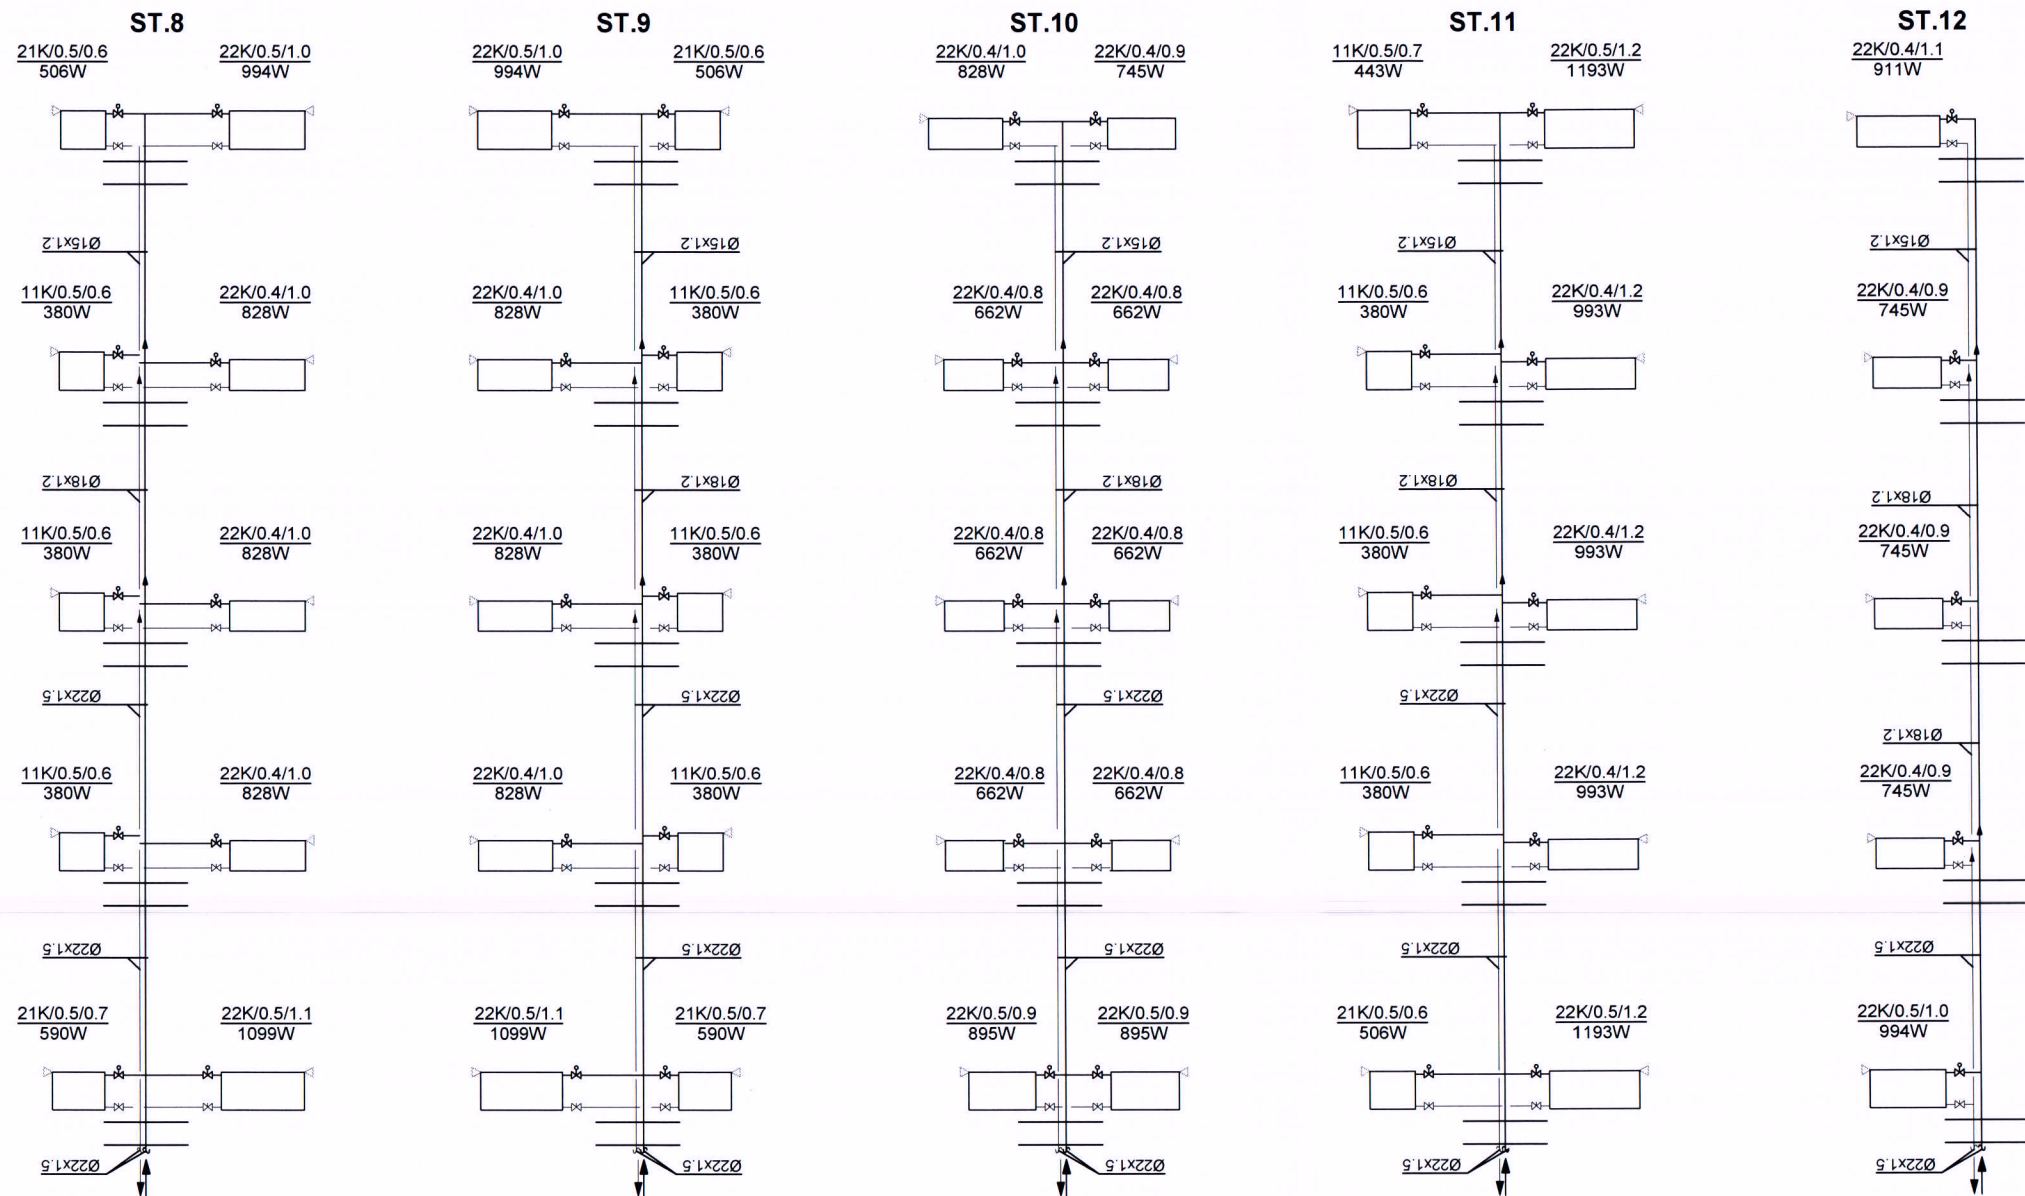 ST.8
21K/0.5/0.6
506W
22K/0.5/1.0
994W
Ø15x1.2
11K/0.5/0.6
380W
22K/0.4/1.0
828W
Ø18x1.2
11K/0.5/0.6
380W
22K/0.4/1.0
828W
Ø22x1.5
11K/0.5/0.6
380W
22K/0.4/1.0
828W
Ø22x1.5
21K/0.5/0.7
590W
22K/0.5/1.1
1099W
Ø22x1.5
ST.9
22K/0.5/1.0
994W
21K/0.5/0.6
506W
Ø15x1.2
22K/0.4/1.0
828W
11K/0.5/0.6
380W
Ø18x1.2
22K/0.4/1.0
828W
11K/0.5/0.6
380W
Ø22x1.5
22K/0.4/1.0
828W
11K/0.5/0.6
380W
Ø22x1.5
22K/0.5/1.1
1099W
21K/0.5/0.7
590W
Ø22x1.5
ST.10
22K/0.4/1.0
828W
22K/0.4/0.9
745W
Ø15x1.2
22K/0.4/0.8
662W
22K/0.4/0.8
662W
Ø18x1.2
22K/0.4/0.8
662W
22K/0.4/0.8
662W
Ø22x1.5
22K/0.4/0.8
662W
22K/0.4/0.8
662W
Ø22x1.5
22K/0.5/0.9
895W
22K/0.5/0.9
895W
Ø22x1.5
ST.11
11K/0.5/0.7
443W
22K/0.5/1.2
1193W
Ø15x1.2
11K/0.5/0.6
380W
22K/0.4/1.2
993W
Ø18x1.2
11K/0.5/0.6
380W
22K/0.4/1.2
993W
Ø22x1.5
11K/0.5/0.6
380W
22K/0.4/1.2
993W
Ø22x1.5
21K/0.5/0.6
506W
22K/0.5/1.2
1193W
Ø22x1.5
ST.12
22K/0.4/1.1
911W
Ø15x1.2
22K/0.4/0.9
745W
Ø18x1.2
22K/0.4/0.9
745W
Ø18x1.2
22K/0.4/0.9
745W
Ø22x1.5
22K/0.5/1.0
994W
Ø22x1.5